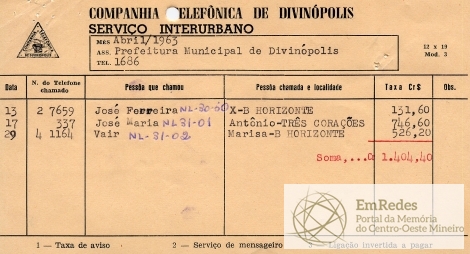 COMPANHIA TELEFÔNICA DE DIVINÓPOLIS
SERVIÇO INTERURBANO
MÊS Abril/1963
ASS. Prefeitura Municipal de Divinópolis
TEL. 1686
12 x 19
Mod. 3
Data N. do Telefone chamado Pessôa que chamou Pessôa chamada e localidade Taxa Cr$ Obs.
13 2 7659 José Ferreira NL-30-60 X-B HORIZONTE 131,60
17 337 José Maria NL31-01 Antônio-TRÊS CORAÇÕES 746,60
29 4 1164 Vair NL-31-02 Marisa-B HORIZONTE 526,20
Soma,...₢ 1.404,40
EmRedes
Portal da Memória
do Centro-Oeste Mineiro
1 — Taxa de aviso 2 — Serviço de mensageiro 3 — Ligação invertida a pagar